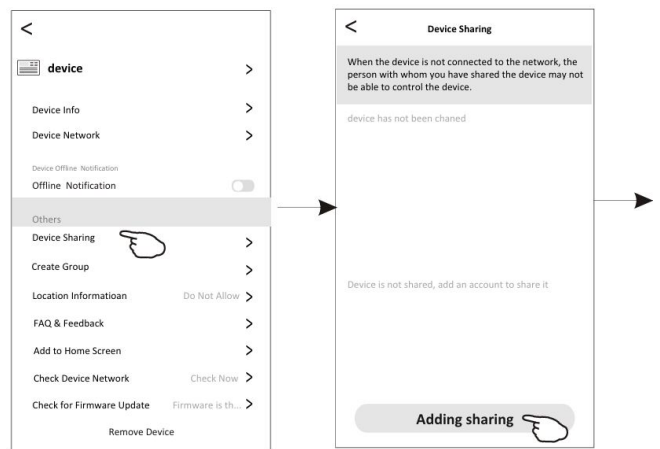 <
device >
Device Info >
Device Network >
Device Offline Notification
Offline Notification
Others
Device Sharing >
Create Group >
Location Informatioan Do Not Allow >
FAQ & Feedback >
Add to Home Screen >
Check Device Network Check Now >
Check for Firmware Update Firmware is th... >
Remove Device
< Device Sharing
When the device is not connected to the network, the
person with whom you have shared the device may not
be able to control the device.
device has not been chaned
Device is not shared, add an account to share it
Adding sharing